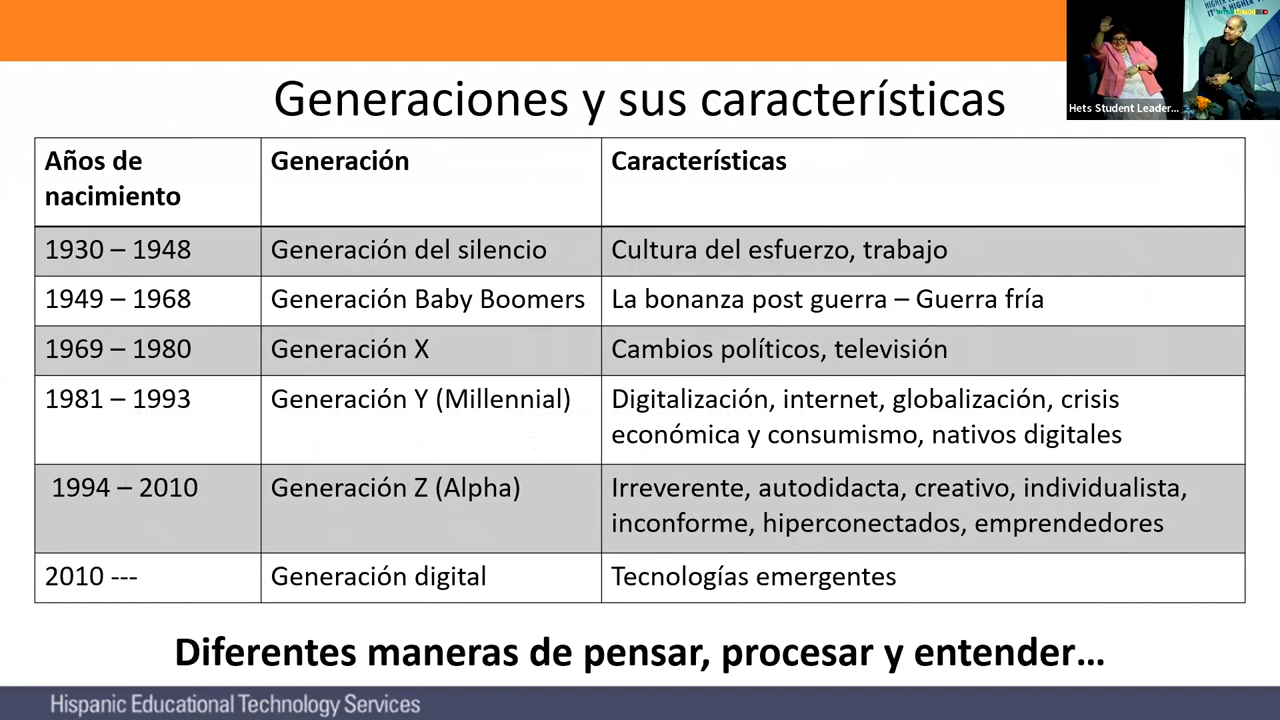 Generaciones y sus características
Hets Student Leader...
Años de
nacimiento
Generación
Características
1930 – 1948
Generación del silencio
Cultura del esfuerzo, trabajo
1949 – 1968
Generación Baby Boomers
La bonanza post guerra – Guerra fría
1969 – 1980
Generación X
Cambios políticos, televisión
1981 – 1993
Generación Y (Millennial)
Digitalización, internet, globalización, crisis
económica y consumismo, nativos digitales
1994 – 2010
Generación Z (Alpha)
Irreverente, autodidacta, creativo, individualista,
inconforme, hiperconectados, emprendedores
2010 ---
Generación digital
Tecnologías emergentes
Diferentes maneras de pensar, procesar y entender...
Hispanic Educational Technology Services